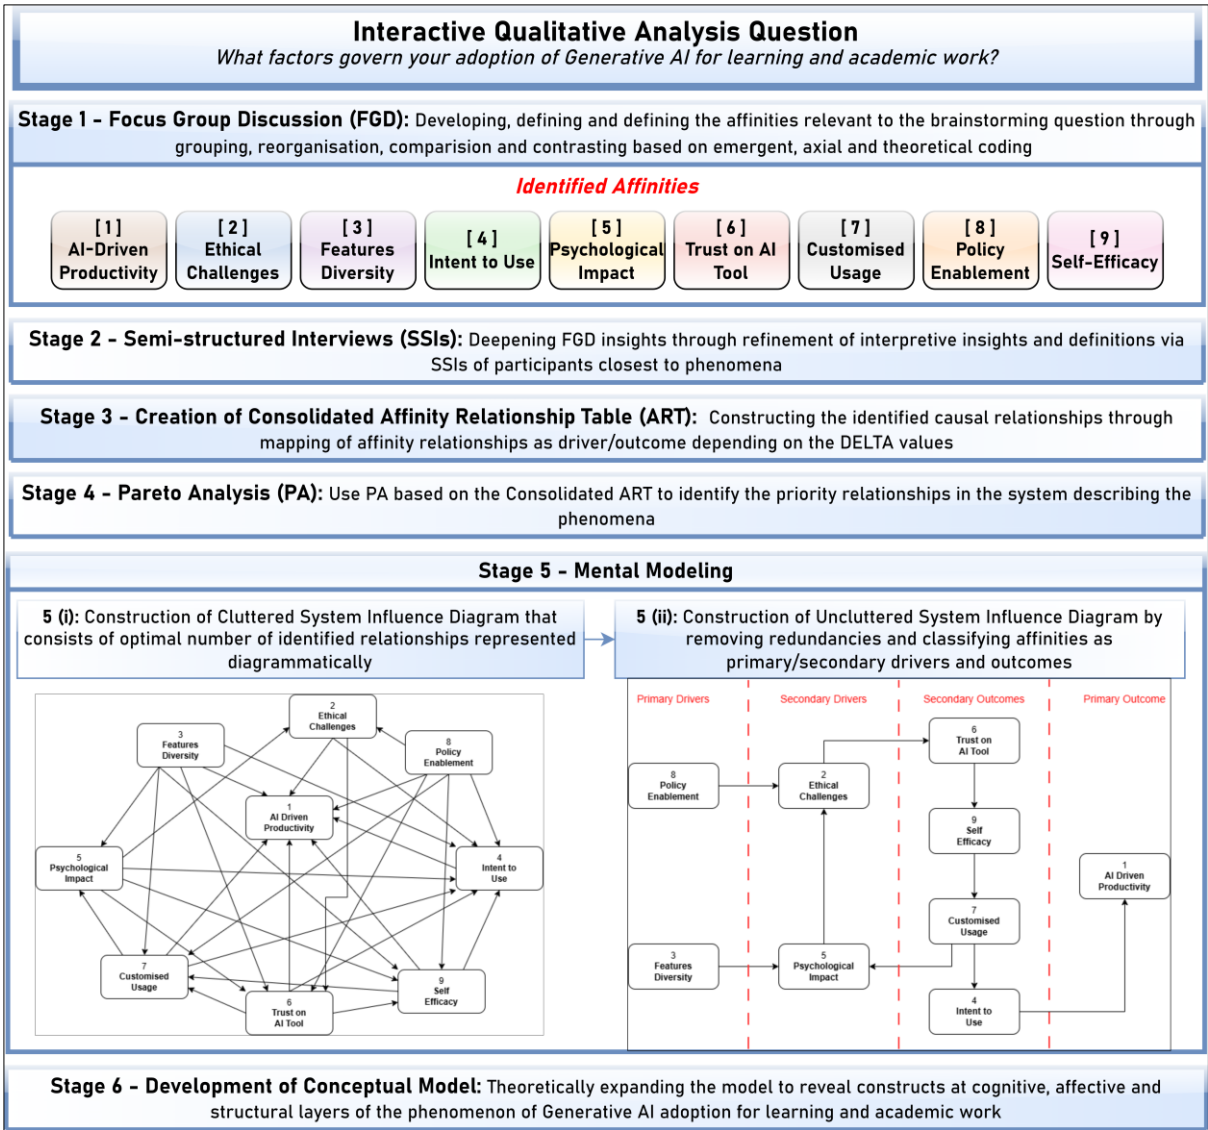 Interactive Qualitative Analysis Question
What factors govern your adoption of Generative AI for learning and academic work?
Stage 1 - Focus Group Discussion (FGD): Developing, defining and defining the affinities relevant to the brainstorming question through
grouping, reorganisation, comparision and contrasting based on emergent, axial and theoretical coding
Identified Affinities
[ 1 ]
AI-Driven
Productivity
[ 2 ]
Ethical
Challenges
[ 3 ]
Features
Diversity
[ 4 ]
Intent to Use
[ 5 ]
Psychological
Impact
[ 6 ]
Trust on AI
Tool
[ 7 ]
Customised
Usage
[ 8 ]
Policy
Enablement
[ 9 ]
Self-Efficacy
Stage 2 - Semi-structured Interviews (SSIs): Deepening FGD insights through refinement of interpretive insights and definitions via
SSIs of participants closest to phenomena
Stage 3 - Creation of Consolidated Affinity Relationship Table (ART): Constructing the identified causal relationships through
mapping of affinity relationships as driver/outcome depending on the DELTA values
Stage 4 - Pareto Analysis (PA): Use PA based on the Consolidated ART to identify the priority relationships in the system describing the
phenomena
Stage 5 - Mental Modeling
5 (i): Construction of Cluttered System Influence Diagram that
consists of optimal number of identified relationships represented
diagrammatically
5 (ii): Construction of Uncluttered System Influence Diagram by
removing redundancies and classifying affinities as
primary/secondary drivers and outcomes
2
Ethical
Challenges
3
Features
Diversity
8
Policy
Enablement
1
AI Driven
Productivity
5
Psychological
Impact
4
Intent to
Use
7
Customised
Usage
9
Self
Efficacy
6
Trust on
AI Tool
Primary Drivers
Secondary Drivers
Secondary Outcomes
Primary Outcome
6
Trust on
AI Tool
8
Policy
Enablement
2
Ethical
Challenges
9
Self
Efficacy
1
AI Driven
Productivity
7
Customised
Usage
3
Features
Diversity
5
Psychological
Impact
4
Intent to
Use
Stage 6 - Development of Conceptual Model: Theoretically expanding the model to reveal constructs at cognitive, affective and
structural layers of the phenomenon of Generative AI adoption for learning and academic work